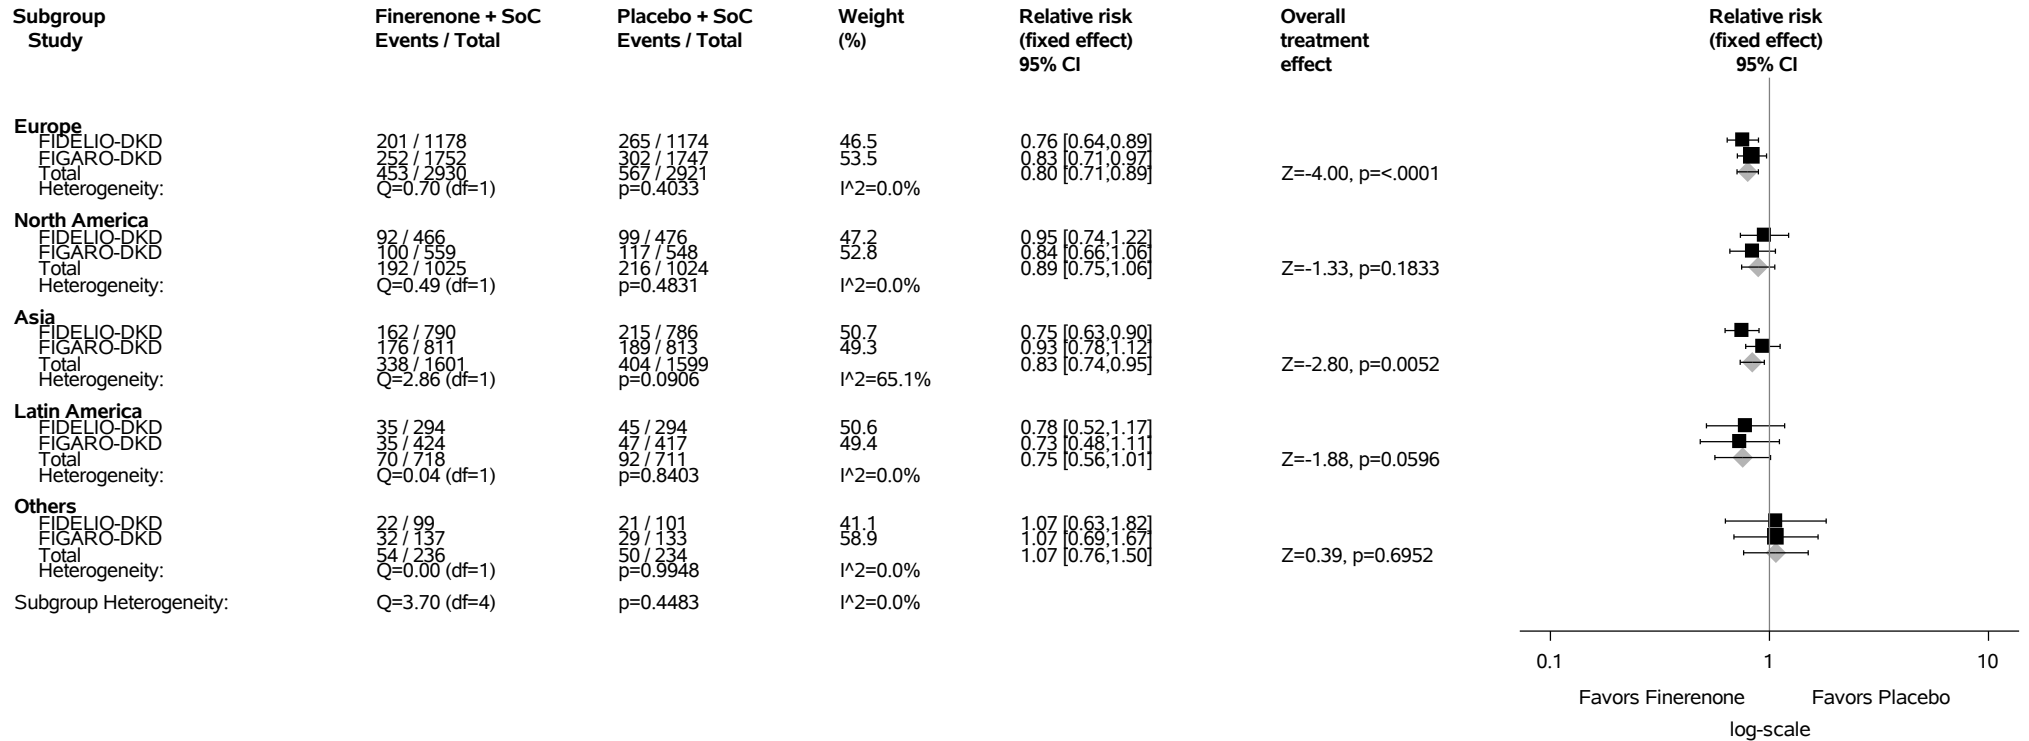 Subgroup Finerenone + SoC Placebo + SoC Weight Relative risk Overall Relative risk
Study Events / Total Events / Total (%) (fixed effect) treatment (fixed effect)
95% CI effect 95% CI
Europe
FIDELIO-DKD 201 / 1178 265 / 1174 46.5 0.76 [0.64,0.89]
FIGARO-DKD 252 / 1752 302 / 1747 53.5 0.83 [0.71,0.97]
Total 453 / 2930 567 / 2921 0.80 [0.71,0.89] Z=-4.00, p=<.0001
Heterogeneity: Q=0.70 (df=1) p=0.4033 I^2=0.0%
North America
FIDELIO-DKD 92 / 466 99 / 476 47.2 0.95 [0.74,1.22]
FIGARO-DKD 100 / 559 117 / 548 52.8 0.84 [0.66,1.06]
Total 192 / 1025 216 / 1024 0.89 [0.75,1.06] Z=-1.33, p=0.1833
Heterogeneity: Q=0.49 (df=1) p=0.4831 I^2=0.0%
Asia
FIDELIO-DKD 162 / 790 215 / 786 50.7 0.75 [0.63,0.90]
FIGARO-DKD 176 / 811 189 / 813 49.3 0.93 [0.78,1.12]
Total 338 / 1601 404 / 1599 0.83 [0.74,0.95] Z=-2.80, p=0.0052
Heterogeneity: Q=2.86 (df=1) p=0.0906 I^2=65.1%
Latin America
FIDELIO-DKD 35 / 294 45 / 294 50.6 0.78 [0.52,1.17]
FIGARO-DKD 35 / 424 47 / 417 49.4 0.73 [0.48,1.11]
Total 70 / 718 92 / 711 0.75 [0.56,1.01] Z=-1.88, p=0.0596
Heterogeneity: Q=0.04 (df=1) p=0.8403 I^2=0.0%
Others
FIDELIO-DKD 22 / 99 21 / 101 41.1 1.07 [0.63,1.82]
FIGARO-DKD 32 / 137 29 / 133 58.9 1.07 [0.69,1.67]
Total 54 / 236 50 / 234 1.07 [0.76,1.50] Z=0.39, p=0.6952
Heterogeneity: Q=0.00 (df=1) p=0.9948 I^2=0.0%
Subgroup Heterogeneity: Q=3.70 (df=4) p=0.4483 I^2=0.0%
0.1 1 10
Favors Finerenone Favors Placebo
log-scale